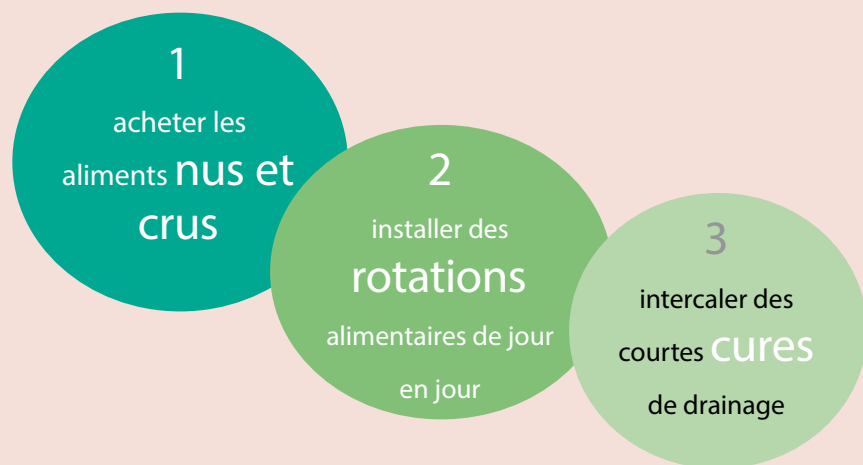 1
acheter les
aliments nus et
crus
2
installer des
rotations
alimentaires de jour
en jour
3
intercaler des
courtes cures
de drainage